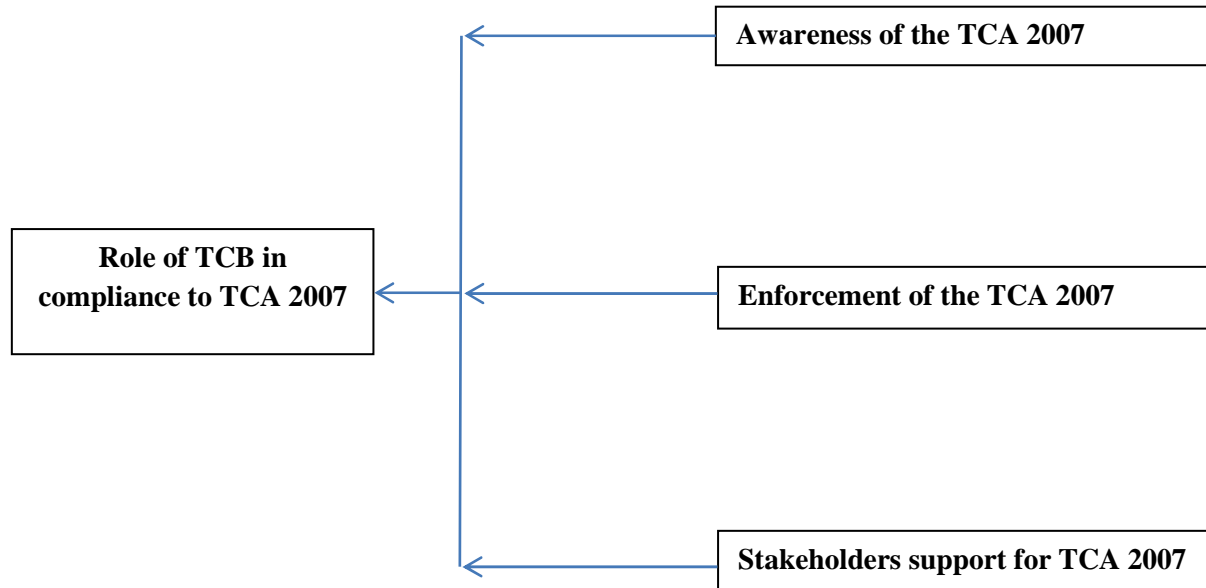 Awareness of the TCA 2007
Role of TCB in
compliance to TCA 2007
Enforcement of the TCA 2007
Stakeholders support for TCA 2007